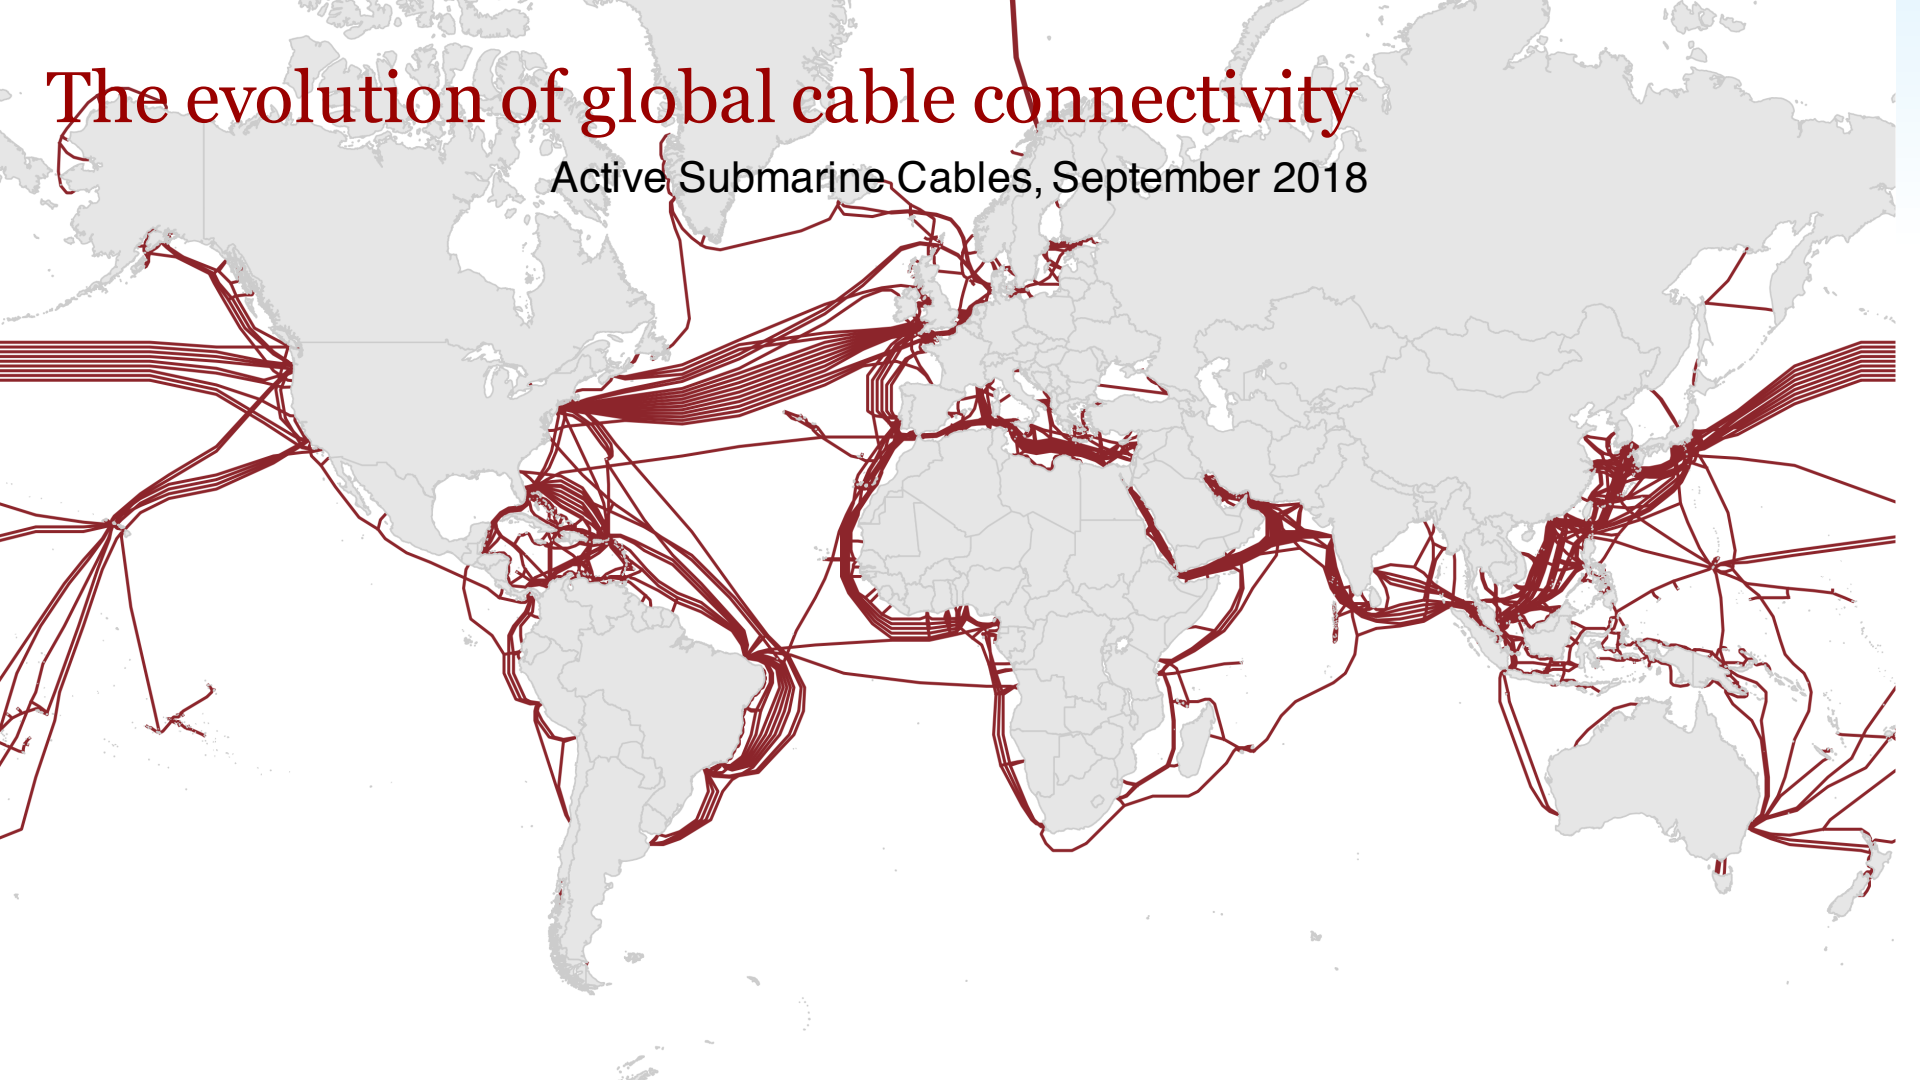 The evolution of global cable connectivity
Active Submarine Cables, September 2018